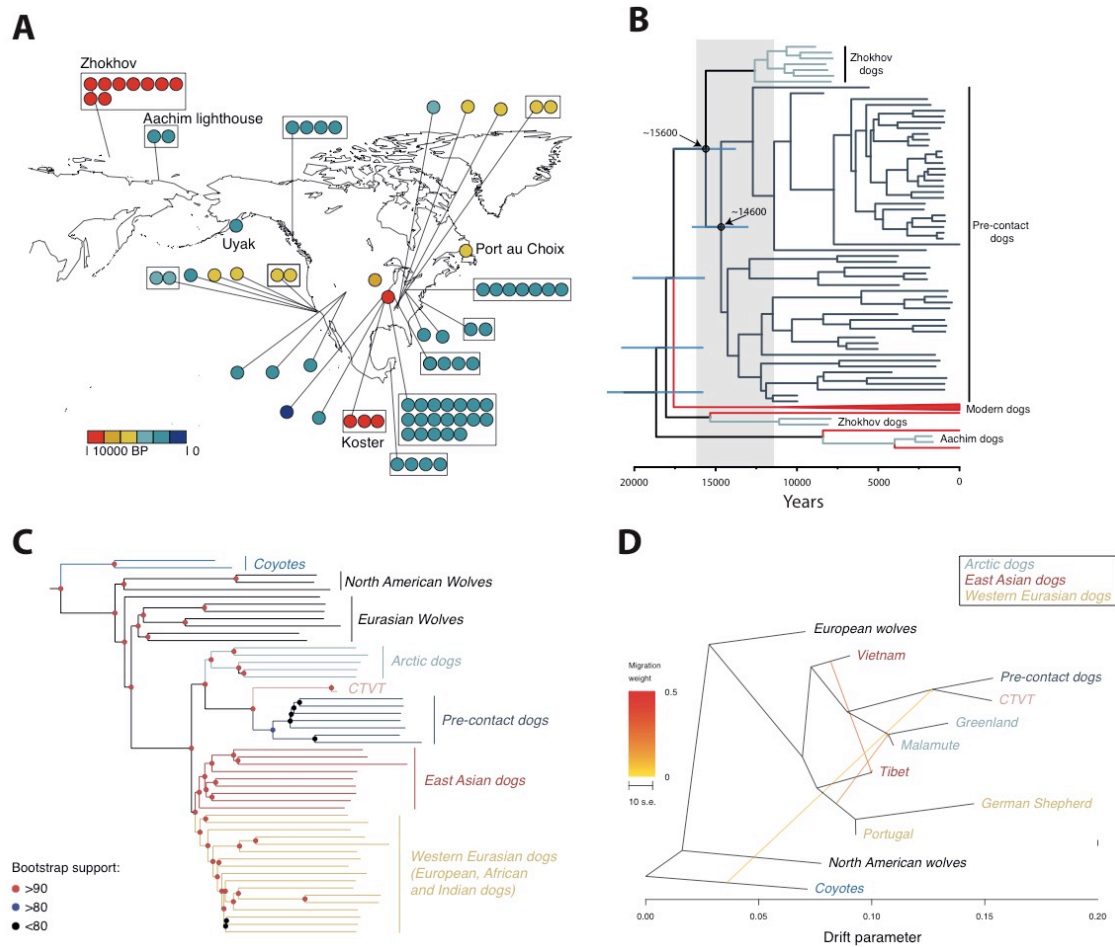 A
Zhokhov
Aachim lighthouse
Uyak
Port au Choix
Koster
10000 BP
0
B
Zhokhov
dogs
~15600
~14600
Pre-contact
dogs
Modern dogs
Zhokhov dogs
Aachim dogs
20000
15000
10000
5000
0
Years
C
Coyotes
North American Wolves
Eurasian Wolves
Arctic dogs
CTVT
Pre-contact dogs
East Asian dogs
Western Eurasian dogs
(European, African
and Indian dogs)
Bootstrap support:
>90
>80
<80
D
Arctic dogs
East Asian dogs
Western Eurasian dogs
Migration
weight
0.5
0
10 s.e.
European wolves
Vietnam
Pre-contact dogs
CTVT
Greenland
Malamute
Tibet
German Shepherd
Portugal
North American wolves
Coyotes
0.00
0.05
0.10
0.15
0.20
Drift parameter